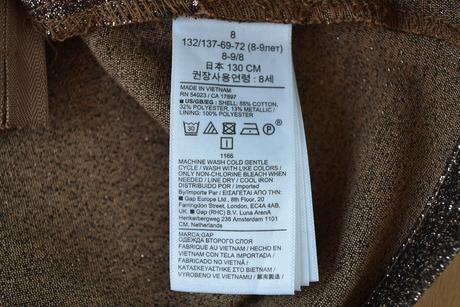 8
132/137-69-72 (8-9лет)
8-9/8
日本 130 CM
권장사용연령 : 8세
MADE IN VIETNAM
RN 54023 / CA 17897
US/GB/EG : SHELL: 55% COTTON,
32% POLYESTER, 13% METALLIC /
LINING: 100% POLYESTER
30
P
1166
MACHINE WASH COLD GENTLE
CYCLE / WASH WITH LIKE COLORS /
ONLY NON-CHLORINE BLEACH WHEN
NEEDED / LINE DRY / COOL IRON
DISTRIBUIDO POR / Imported
By/Importe Par / EINGEFÜHRT DURCH
/
Gap Europe Ltd., 8th Floor, 20
Farringdon Street, London, EC4A 4AB,
UK. Gap (RHC) B.V. Luna ArenA
Herikerbergweg 238 Amsterdam 1101
CM, Netherlands
MARCA GAP
ОДЕЖДА ВТОРОГО СЛОЯ
FABRIQUÉ AU VIETNAM / HECHO EN
VIETNAM CON TELA IMPORTADA /
FABRICADO NO VIETNÃ /
ΚΑΤΑΣΚΕΥΑΣΤΗΚΕ ΣΤΟ ΒΙΕΤΝΑΜ /
VYROBENO VE VIETNAMU / 越南製造